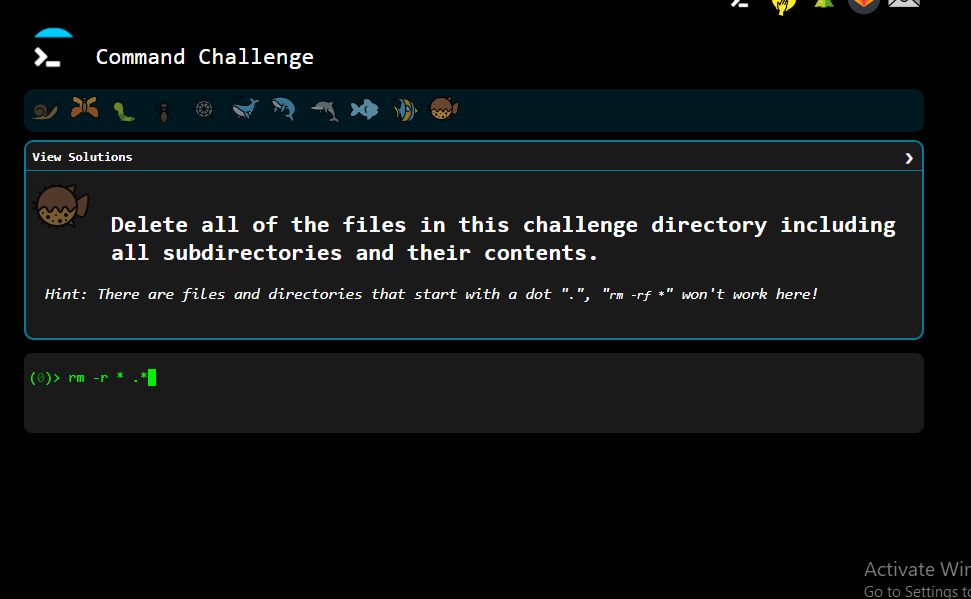 Command Challenge
View Solutions
Delete all of the files in this challenge directory including
all subdirectories and their contents.
Hint: There are files and directories that start with a dot ".", "rm -rf *" won't work here!
(0)> rm -r * .*
Activate Win
Go to Settings to